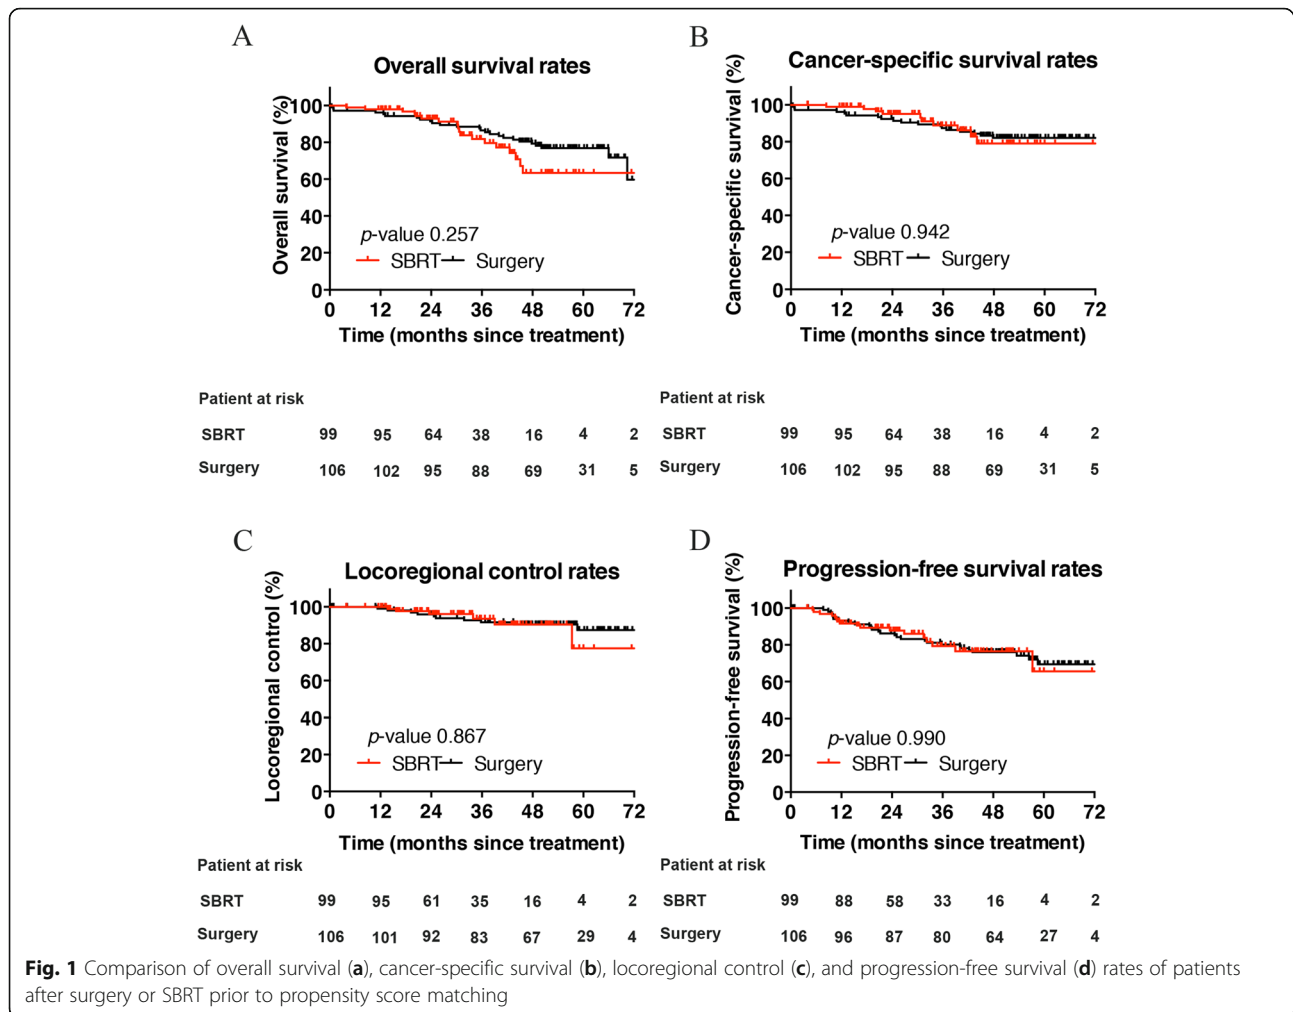 A
Overall survival rates
Overall survival (%)
100
80
60
40
20
0
p-value 0.257
SBRT Surgery
0 12 24 36 48 60 72
Time (months since treatment)
Patient at risk
SBRT 99 95 64 38 16 4 2
Surgery 106 102 95 88 69 31 5
B
Cancer-specific survival rates
Cancer-specific survival (%)
100
80
60
40
20
0
p-value 0.942
SBRT Surgery
0 12 24 36 48 60 72
Time (months since treatment)
Patient at risk
SBRT 99 95 64 38 16 4 2
Surgery 106 102 95 88 69 31 5
C
Locoregional control rates
Locoregional control (%)
100
80
60
40
20
0
p-value 0.867
SBRT Surgery
0 12 24 36 48 60 72
Time (months since treatment)
Patient at risk
SBRT 99 95 61 35 16 4 2
Surgery 106 101 92 83 67 29 4
D
Progression-free survival rates
Progression-free survival (%)
100
80
60
40
20
0
p-value 0.990
SBRT Surgery
0 12 24 36 48 60 72
Time (months since treatment)
Patient at risk
SBRT 99 88 58 33 16 4 2
Surgery 106 96 87 80 64 27 4
Fig. 1 Comparison of overall survival (a), cancer-specific survival (b), locoregional control (c), and progression-free survival (d) rates of patients
after surgery or SBRT prior to propensity score matching